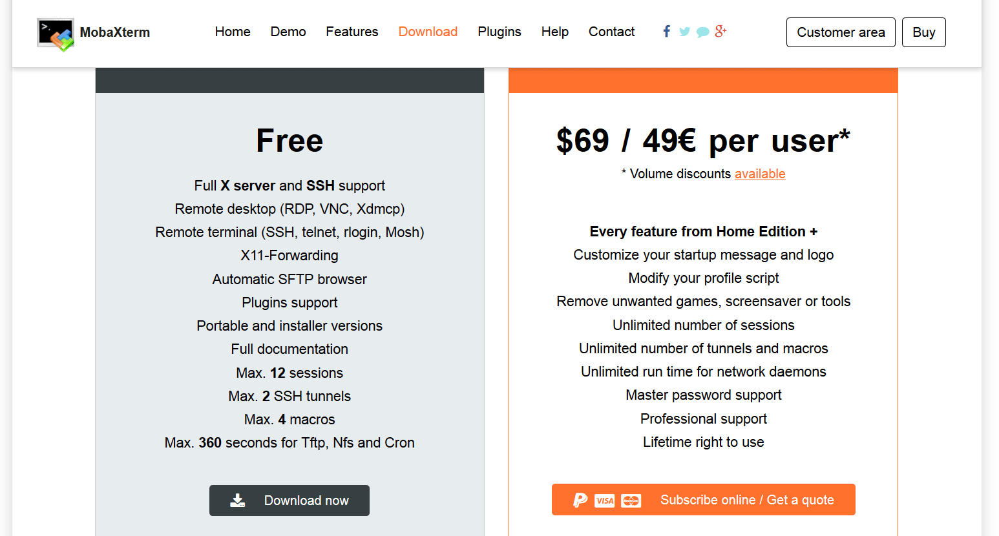 MobaXterm
Home Demo Features Download Plugins Help Contact
Customer area
Buy
Free
Full X server and SSH support
Remote desktop (RDP, VNC, Xdmcp)
Remote terminal (SSH, telnet, rlogin, Mosh)
X11-Forwarding
Automatic SFTP browser
Plugins support
Portable and installer versions
Full documentation
Max. 12 sessions
Max. 2 SSH tunnels
Max. 4 macros
Max. 360 seconds for Tftp, Nfs and Cron
Download now
$69 / 49€ per user*
* Volume discounts available
Every feature from Home Edition +
Customize your startup message and logo
Modify your profile script
Remove unwanted games, screensaver or tools
Unlimited number of sessions
Unlimited number of tunnels and macros
Unlimited run time for network daemons
Master password support
Professional support
Lifetime right to use
VISA MasterCard Subscribe online / Get a quote